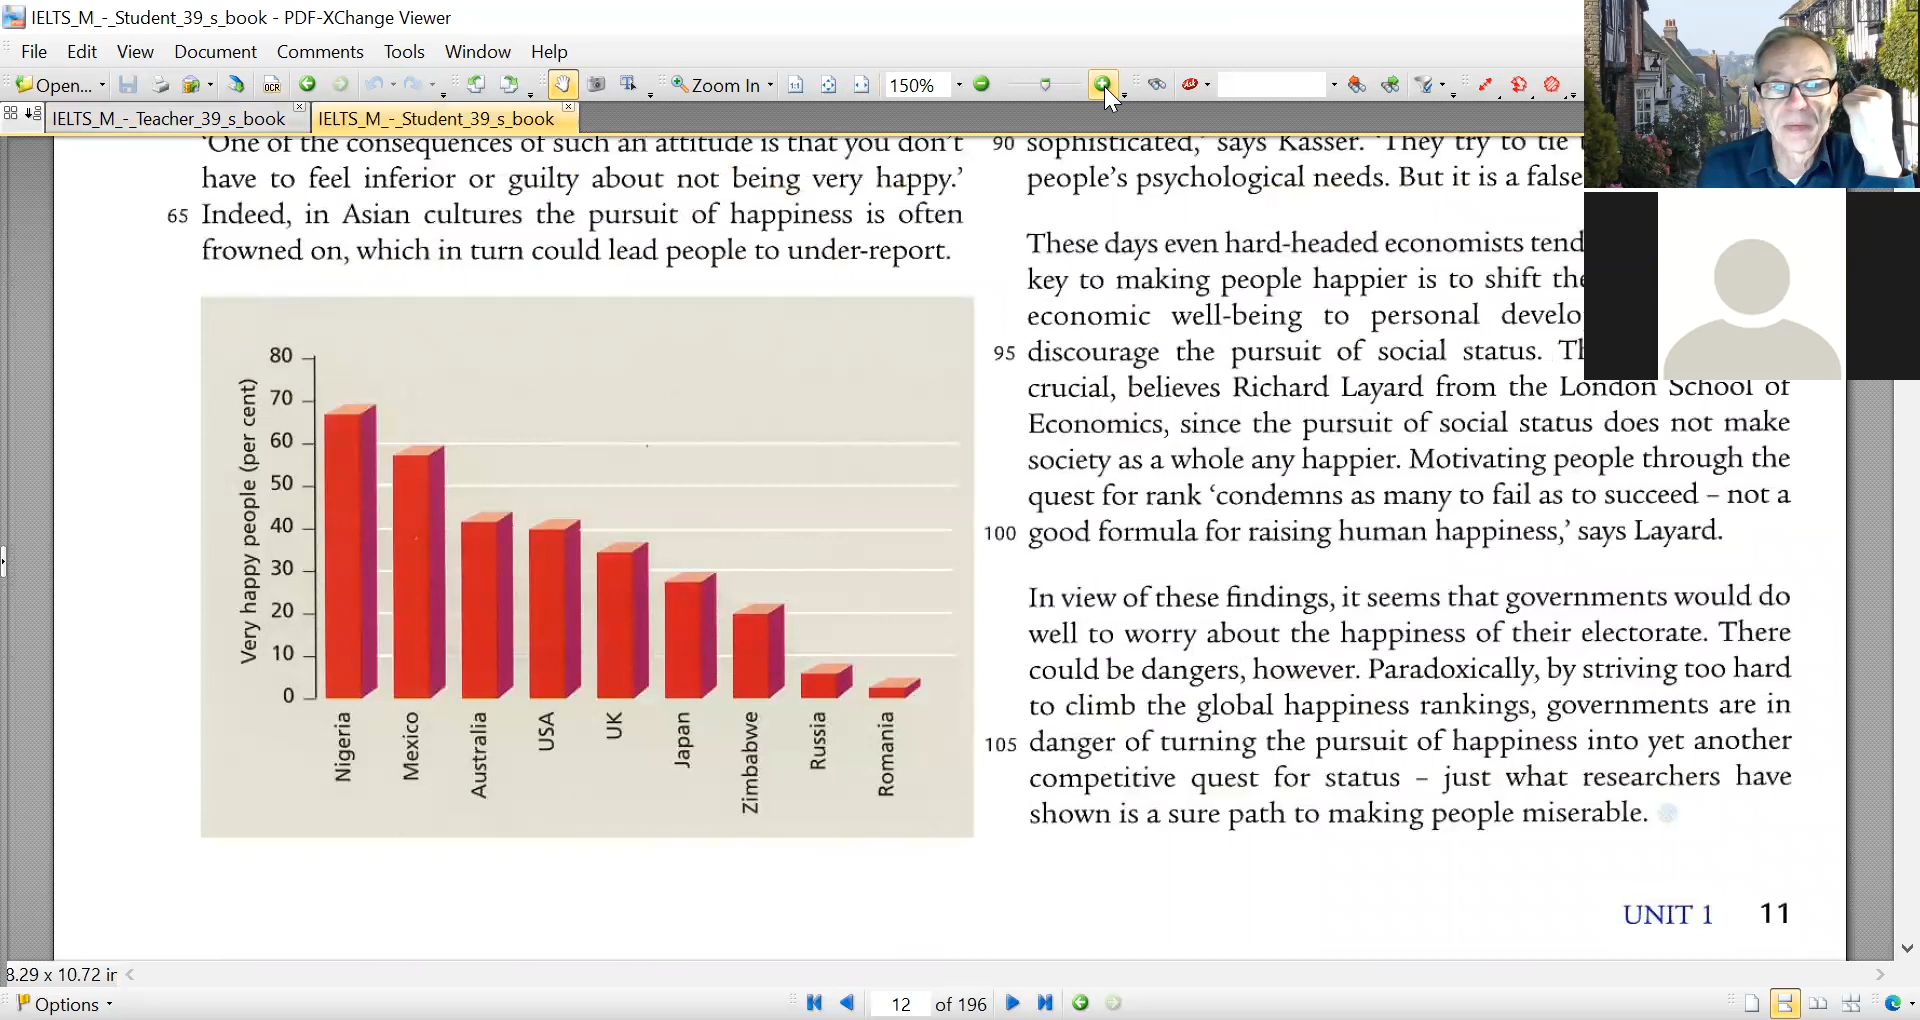 IELTS_M_-_Student_39_s_book - PDF-XChange Viewer
File Edit View Document Comments Tools Window Help
Open... OCR Zoom In 150%
IELTS_M_-_Teacher_39_s_book IELTS_M_-_Student_39_s_book
'One of the consequences of such an attitude is that you don't
have to feel inferior or guilty about not being very happy.'
65 Indeed, in Asian cultures the pursuit of happiness is often
frowned on, which in turn could lead people to under-report.
Very happy people (per cent)
80
70
60
50
40
30
20
10
0
Nigeria
Mexico
Australia
USA
UK
Japan
Zimbabwe
Russia
Romania
90 sophisticated,' says Kasser. 'They try to tie
people's psychological needs. But it is a false
These days even hard-headed economists tend
key to making people happier is to shift the
economic well-being to personal develo
95 discourage the pursuit of social status. Th
crucial, believes Richard Layard from the London School of
Economics, since the pursuit of social status does not make
society as a whole any happier. Motivating people through the
quest for rank 'condemns as many to fail as to succeed – not a
100 good formula for raising human happiness,' says Layard.
In view of these findings, it seems that governments would do
well to worry about the happiness of their electorate. There
could be dangers, however. Paradoxically, by striving too hard
to climb the global happiness rankings, governments are in
105 danger of turning the pursuit of happiness into yet another
competitive quest for status – just what researchers have
shown is a sure path to making people miserable.
UNIT 1 11
8.29 x 10.72 in
Options 12 of 196